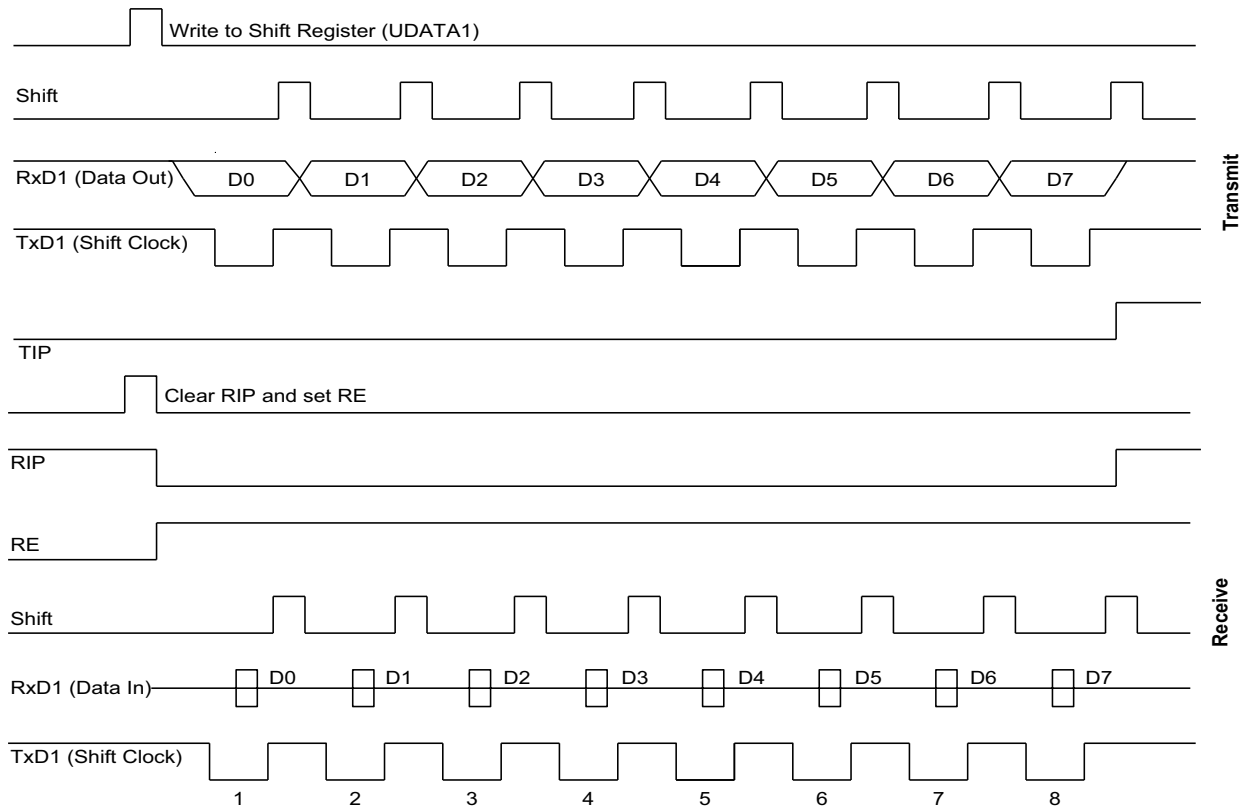 Write to Shift Register (UDATA1)
Shift
RxD1 (Data Out)
D0 D1 D2 D3 D4 D5 D6 D7
TxD1 (Shift Clock)
TIP
Transmit
Clear RIP and set RE
RIP
RE
Shift
RxD1 (Data In)
D0 D1 D2 D3 D4 D5 D6 D7
TxD1 (Shift Clock)
1 2 3 4 5 6 7 8
Receive